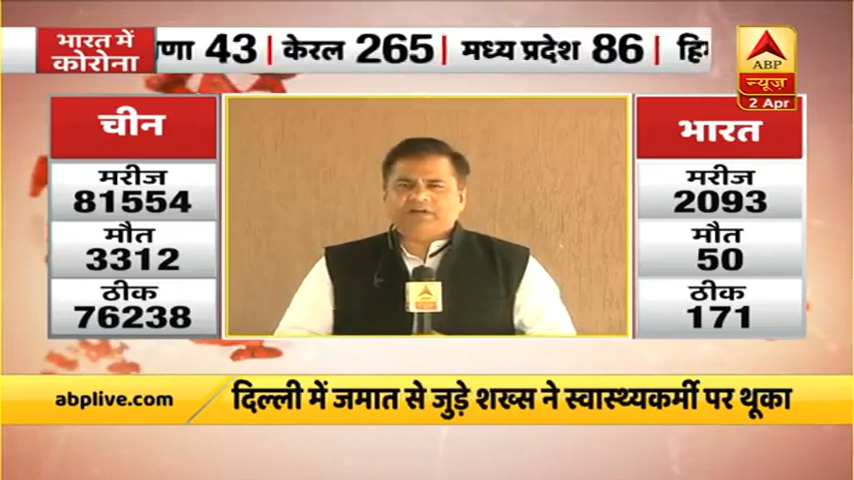 भारत में
कोरोना
43 | केरल 265 | मध्य प्रदेश 86 |
ABP
न्यूज़
2 Apr
चीन
मरीज
81554
मौत
3312
ठीक
76238
भारत
मरीज
2093
मौत
50
ठीक
171
abplive.com
दिल्ली में जमात से जुड़े शख्स ने स्वास्थ्यकर्मी पर थूका